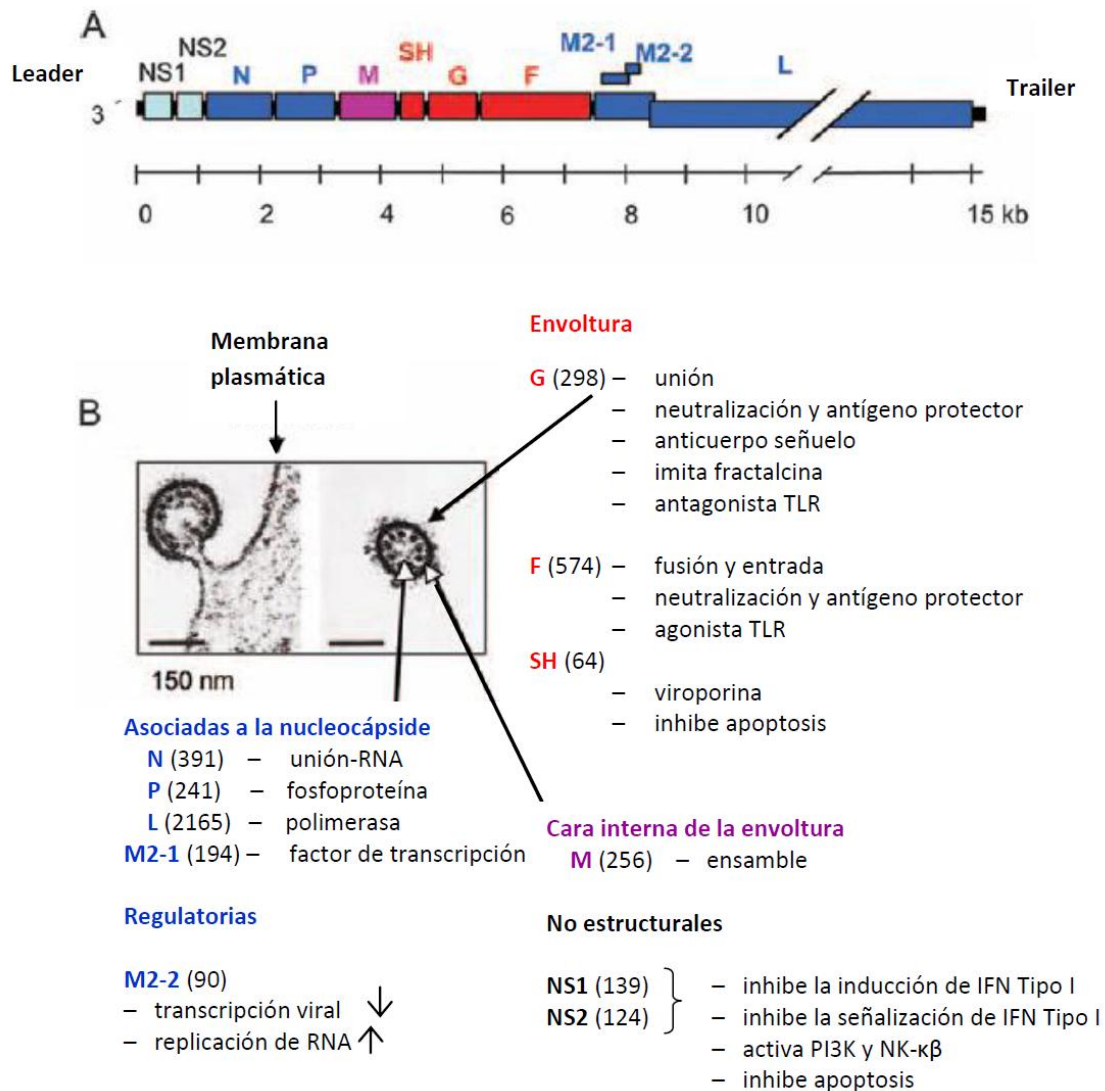 A
Leader
NS1
NS2
N
P
M
SH
G
F
M2-1
M2-2
L
Trailer
3 ´
0 2 4 6 8 10 15 kb
B
Membrana
plasmática
150 nm
Envoltura
G (298) – unión
– neutralización y antígeno protector
– anticuerpo señuelo
– imita fractalcina
– antagonista TLR
F (574) – fusión y entrada
– neutralización y antígeno protector
– agonista TLR
SH (64)
– viroporina
– inhibe apoptosis
Asociadas a la nucleocápside
N (391) – unión-RNA
P (241) – fosfoproteína
L (2165) – polimerasa
M2-1 (194) – factor de transcripción
Cara interna de la envoltura
M (256) – ensamble
Regulatorias
M2-2 (90)
– transcripción viral ↓
– replicación de RNA ↑
No estructurales
NS1 (139) – inhibe la inducción de IFN Tipo I
NS2 (124) – inhibe la señalización de IFN Tipo I
– activa PI3K y NK-κβ
– inhibe apoptosis